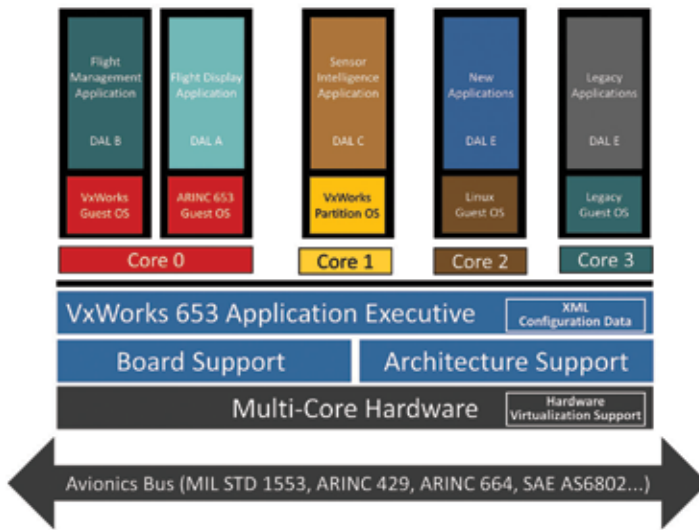 Flight
Management
Application
DAL B
Flight Display
Application
DAL A
Sensor
Intelligence
Application
DAL C
New
Applications
DAL E
Legacy
Applications
DAL E
VxWorks
Guest OS
ARINC 653
Guest OS
VxWorks
Partition OS
Linux
Guest OS
Legacy
Guest OS
Core 0
Core 1
Core 2
Core 3
VxWorks 653 Application Executive
XML
Configuration Data
Board Support
Architecture Support
Multi-Core Hardware
Hardware
Virtualization Support
Avionics Bus (MIL STD 1553, ARINC 429, ARINC 664, SAE AS6802...)